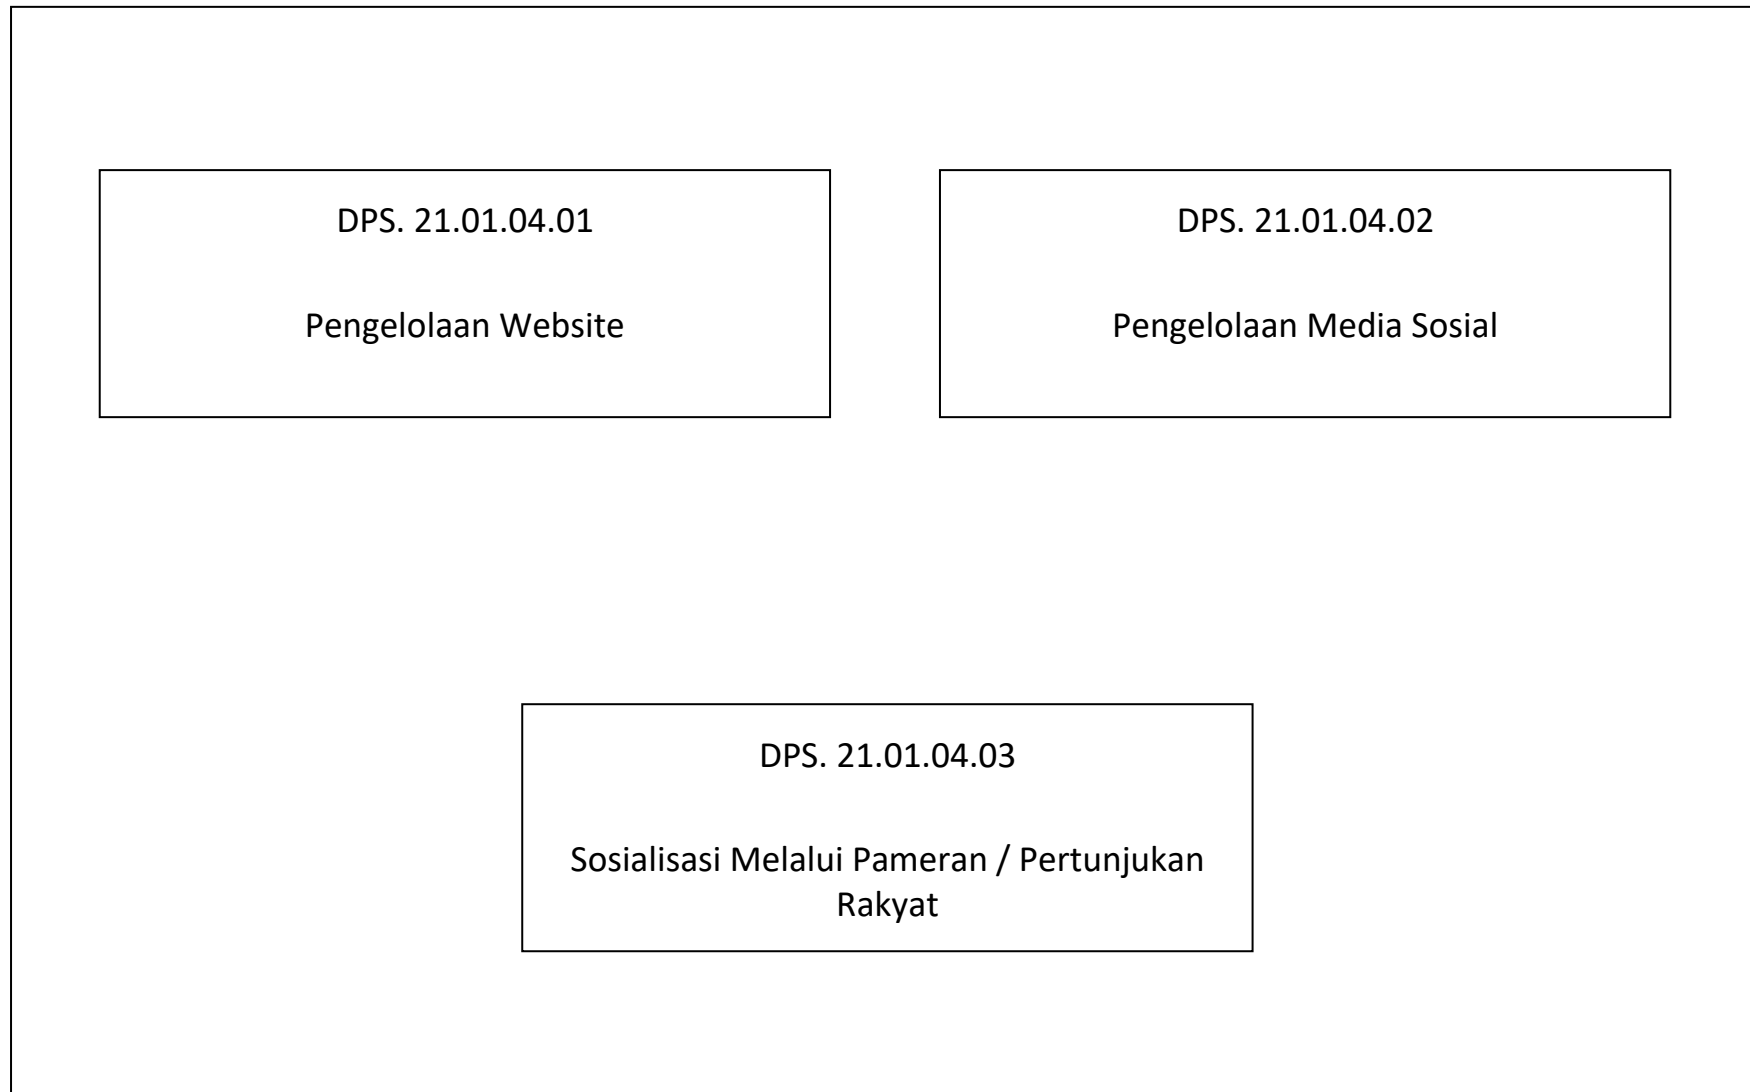 DPS. 21.01.04.01
Pengelolaan Website
DPS. 21.01.04.02
Pengelolaan Media Sosial
DPS. 21.01.04.03
Sosialisasi Melalui Pameran / Pertunjukan
Rakyat